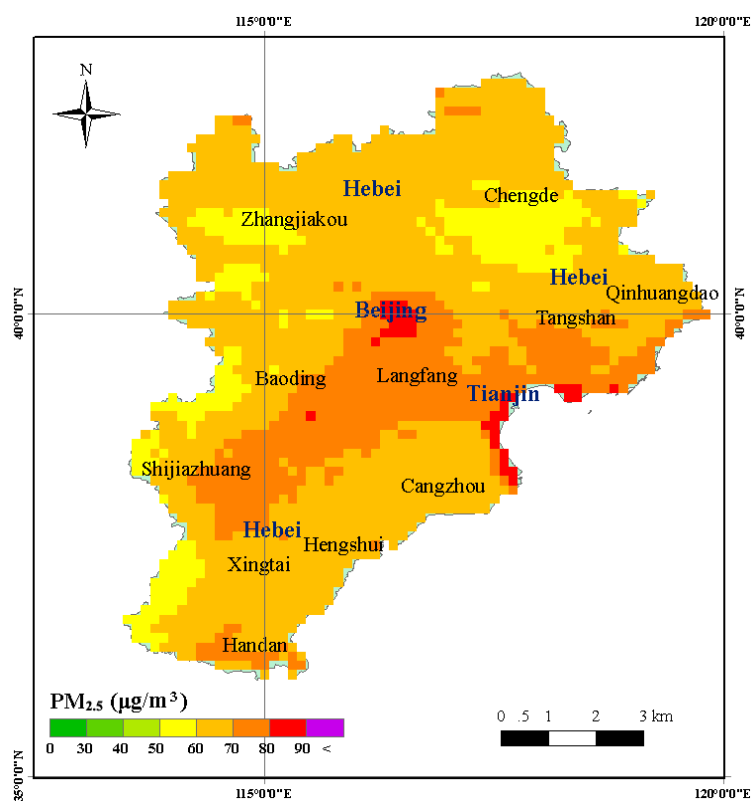 115°0'0"E 120°0'0"E
N
Hebei
Chengde
Zhangjiakou
Hebei
Qinhuangdao
40°0'0"N Beijing Tangshan 40°0'0"N
Baoding Langfang
Tianjin
Shijiazhuang
Cangzhou
Hebei
Hengshui
Xingtai
Handan
PM2.5 (µg/m³)
0 30 40 50 60 70 80 90 <
0 .5 1 2 3 km
35°0'0"N
115°0'0"E 120°0'0"E